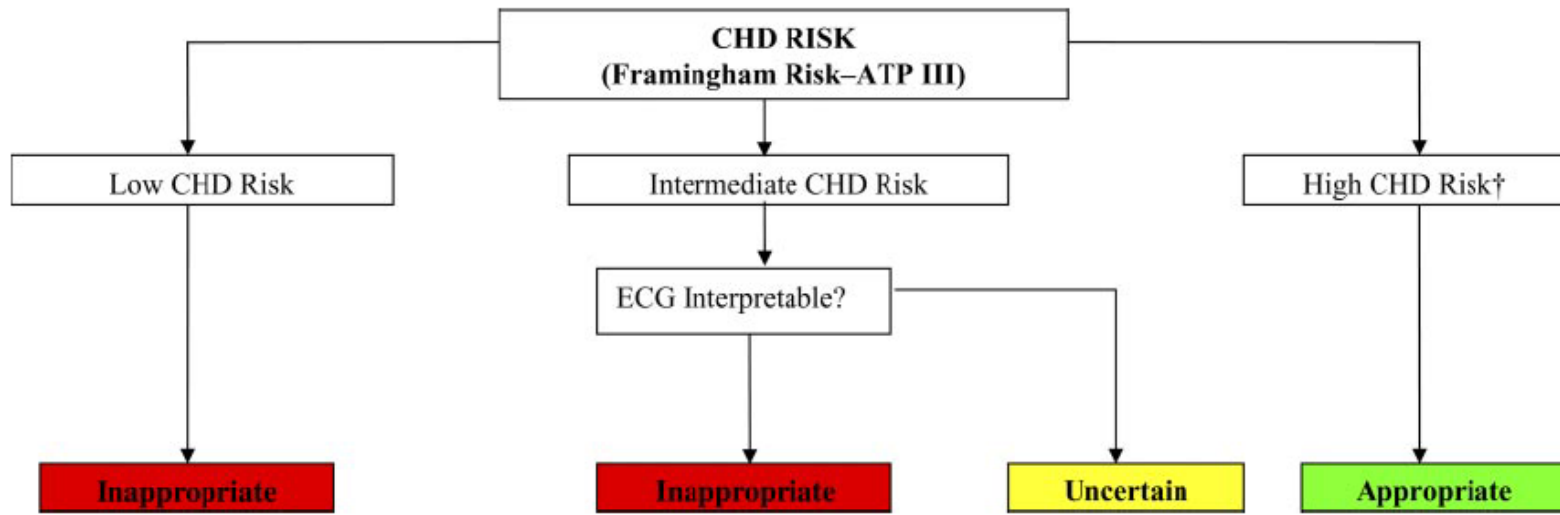 CHD RISK
(Framingham Risk–ATP III)
Low CHD Risk
Intermediate CHD Risk
High CHD Risk†
ECG Interpretable?
Inappropriate
Inappropriate
Uncertain
Appropriate